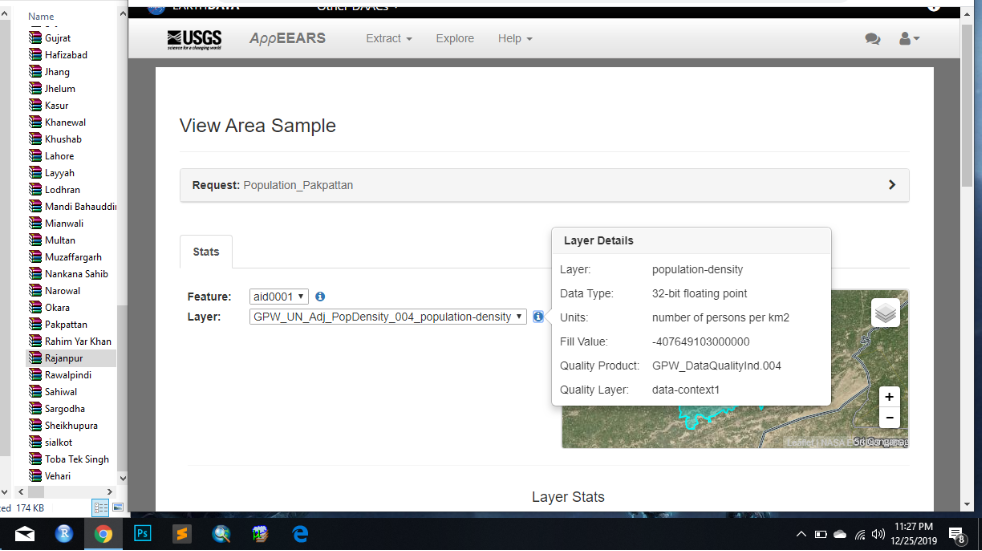 Name
Gujrat
Hafizabad
Jhang
Jhelum
Kasur
Khanewal
Khushab
Lahore
Layyah
Lodhran
Mandi Bahauddi
Mianwali
Multan
Muzaffargarh
Nankana Sahib
Narowal
Okara
Pakpattan
Rahim Yar Khan
Rajanpur
Rawalpindi
Sahiwal
Sargodha
Sheikhupura
sialkot
Toba Tek Singh
Vehari
ted 174 KB
EARTHDATA Other DAACs
USGS AppEEARS Extract Explore Help
science for a changing world
View Area Sample
Request: Population_Pakpattan
Stats
Feature: aid0001
Layer: GPW_UN_Adj_PopDensity_004_population-density
Layer Details
Layer: population-density
Data Type: 32-bit floating point
Units: number of persons per km2
Fill Value: -407649103000000
Quality Product: GPW_DataQualityInd.004
Quality Layer: data-context1
+
−
Layer Stats
Ps
11:27 PM
12/25/2019
8